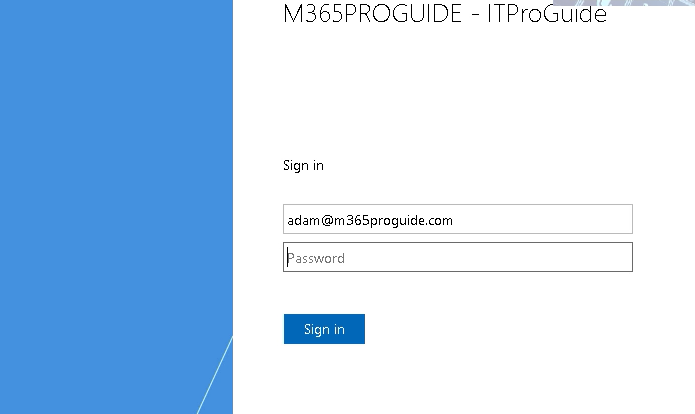 M365PROGUIDE - ITProGuide
Sign in
adam@m365proguide.com
Password
Sign in